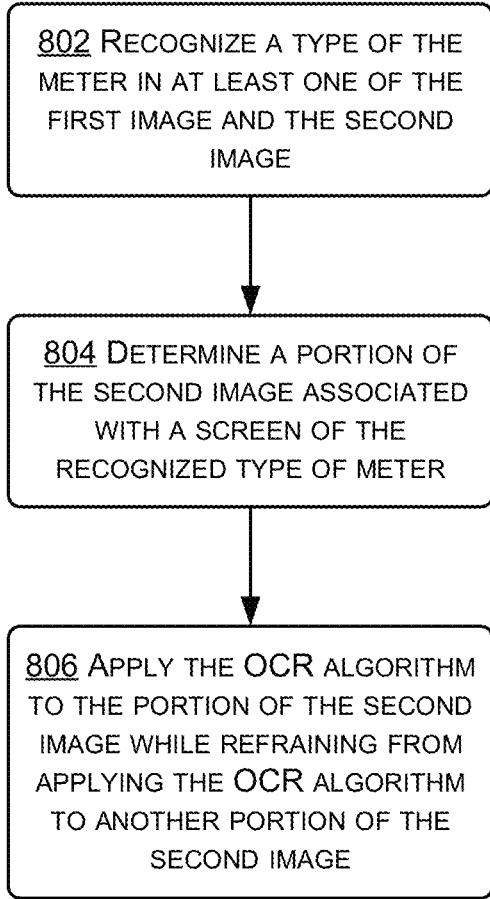 802 RECOGNIZE A TYPE OF THE
METER IN AT LEAST ONE OF THE
FIRST IMAGE AND THE SECOND
IMAGE
804 DETERMINE A PORTION OF
THE SECOND IMAGE ASSOCIATED
WITH A SCREEN OF THE
RECOGNIZED TYPE OF METER
806 APPLY THE OCR ALGORITHM
TO THE PORTION OF THE SECOND
IMAGE WHILE REFRAINING FROM
APPLYING THE OCR ALGORITHM
TO ANOTHER PORTION OF THE
SECOND IMAGE